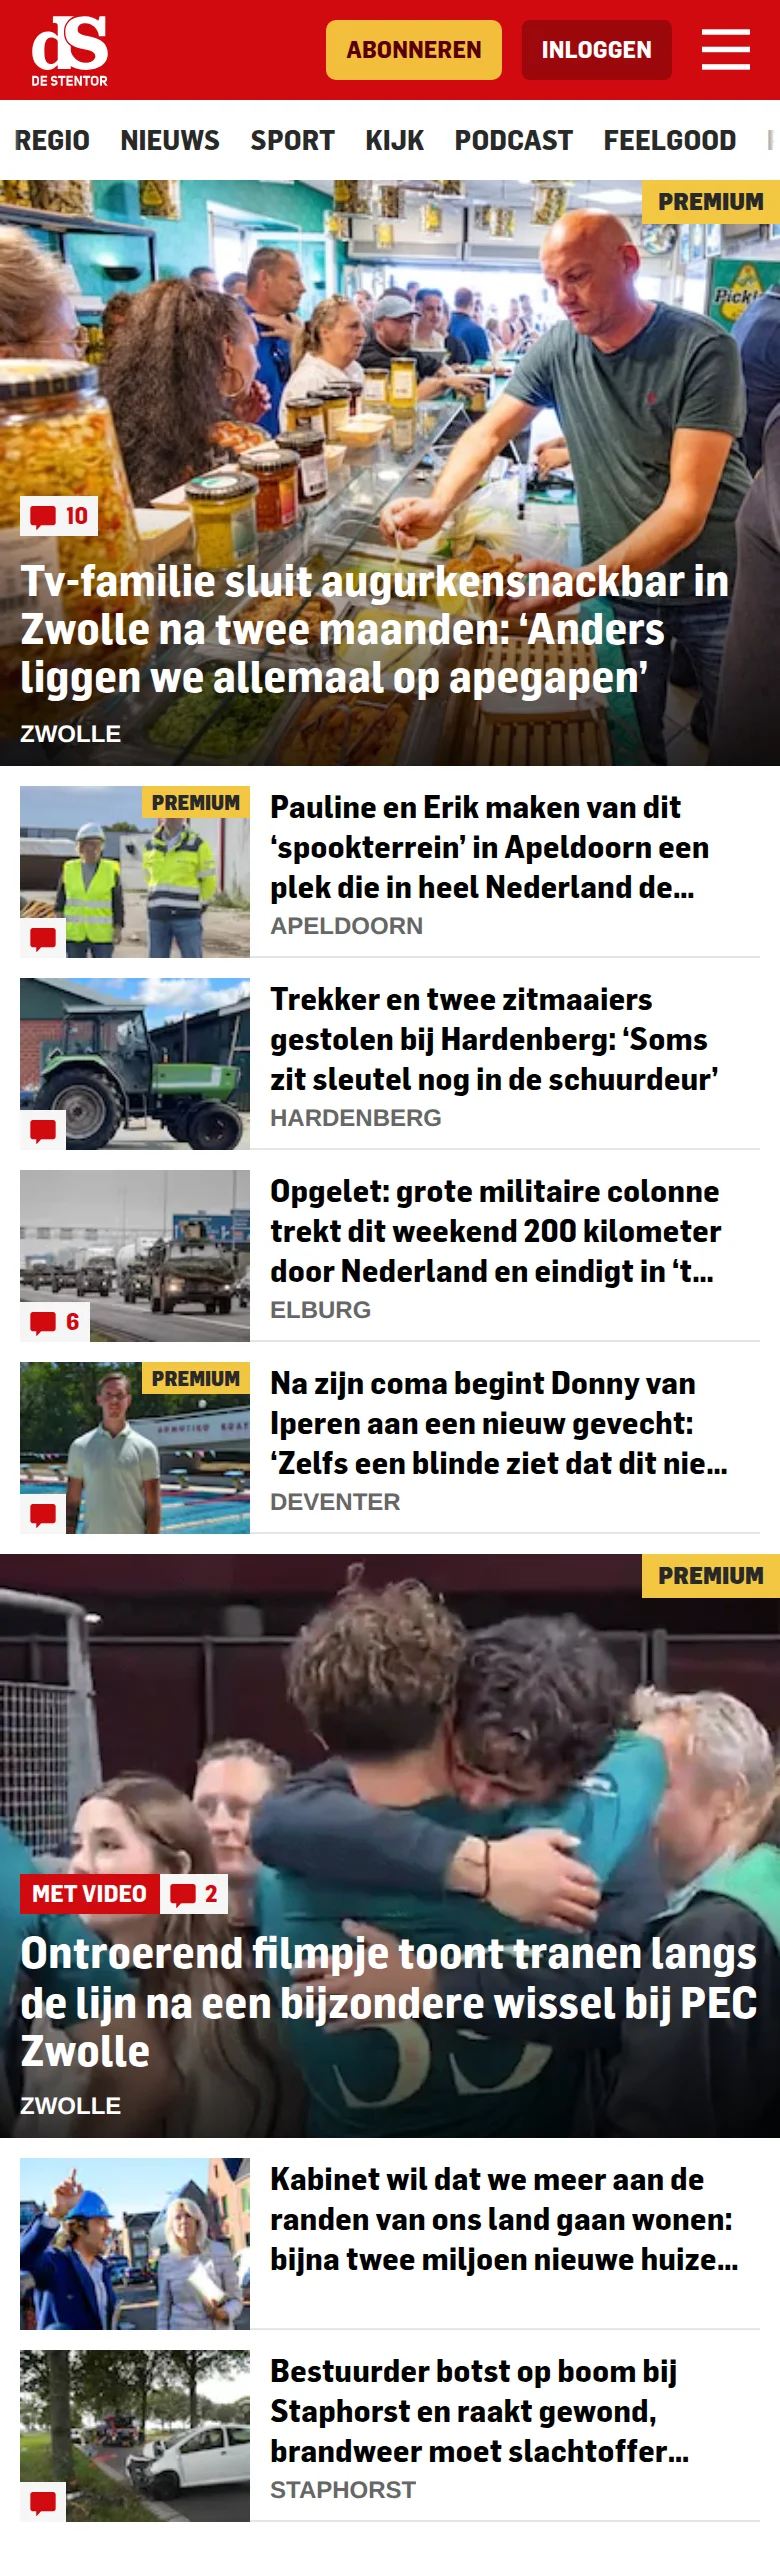 dS
DE STENTOR
ABONNEREN
INLOGGEN
REGIO NIEUWS SPORT KIJK PODCAST FEELGOOD
PREMIUM
10
Tv-familie sluit augurkensnackbar in
Zwolle na twee maanden: ‘Anders
liggen we allemaal op apegapen’
ZWOLLE
PREMIUM
Pauline en Erik maken van dit
‘spookterrein’ in Apeldoorn een
plek die in heel Nederland de...
APELDOORN
Trekker en twee zitmaaiers
gestolen bij Hardenberg: ‘Soms
zit sleutel nog in de schuurdeur’
HARDENBERG
Opgelet: grote militaire colonne
trekt dit weekend 200 kilometer
door Nederland en eindigt in ‘t...
6
ELBURG
PREMIUM
Na zijn coma begint Donny van
Iperen aan een nieuw gevecht:
‘Zelfs een blinde ziet dat dit nie...
DEVENTER
PREMIUM
MET VIDEO
2
Ontroerend filmpje toont tranen langs
de lijn na een bijzondere wissel bij PEC
Zwolle
ZWOLLE
Kabinet wil dat we meer aan de
randen van ons land gaan wonen:
bijna twee miljoen nieuwe huize...
Bestuurder botst op boom bij
Staphorst en raakt gewond,
brandweer moet slachtoffer...
STAPHORST